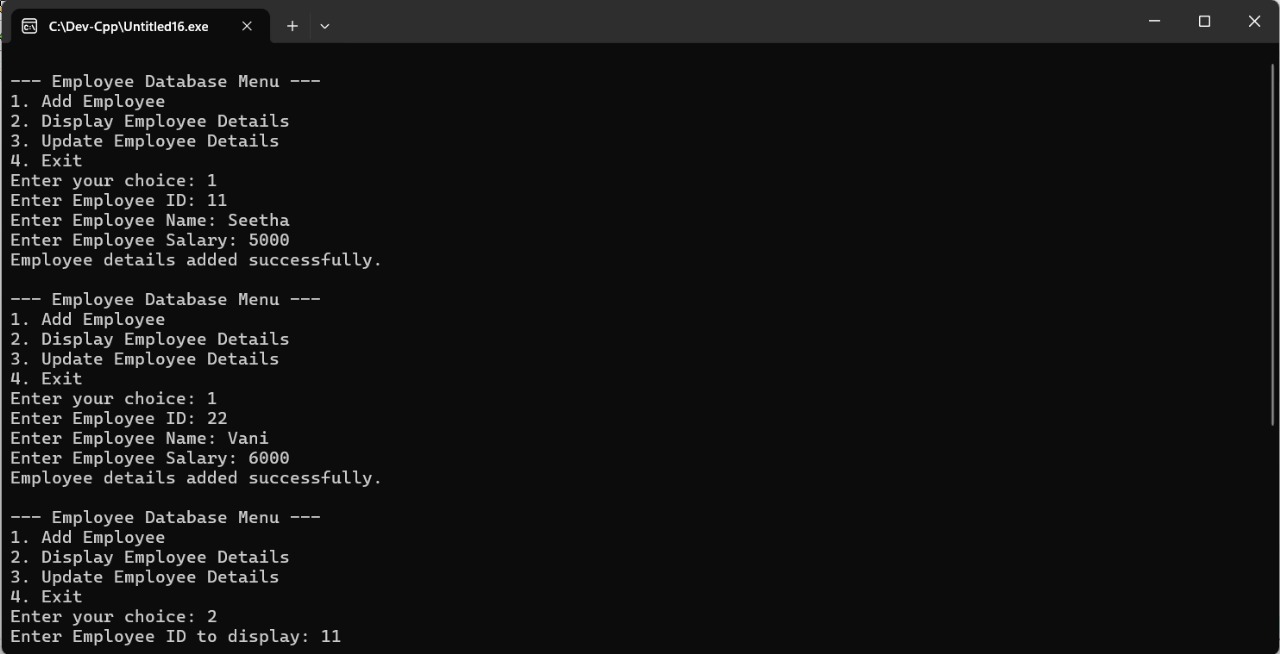 C:\Dev-Cpp\Untitled16.exe
--- Employee Database Menu ---
1. Add Employee
2. Display Employee Details
3. Update Employee Details
4. Exit
Enter your choice: 1
Enter Employee ID: 11
Enter Employee Name: Seetha
Enter Employee Salary: 5000
Employee details added successfully.
--- Employee Database Menu ---
1. Add Employee
2. Display Employee Details
3. Update Employee Details
4. Exit
Enter your choice: 1
Enter Employee ID: 22
Enter Employee Name: Vani
Enter Employee Salary: 6000
Employee details added successfully.
--- Employee Database Menu ---
1. Add Employee
2. Display Employee Details
3. Update Employee Details
4. Exit
Enter your choice: 2
Enter Employee ID to display: 11